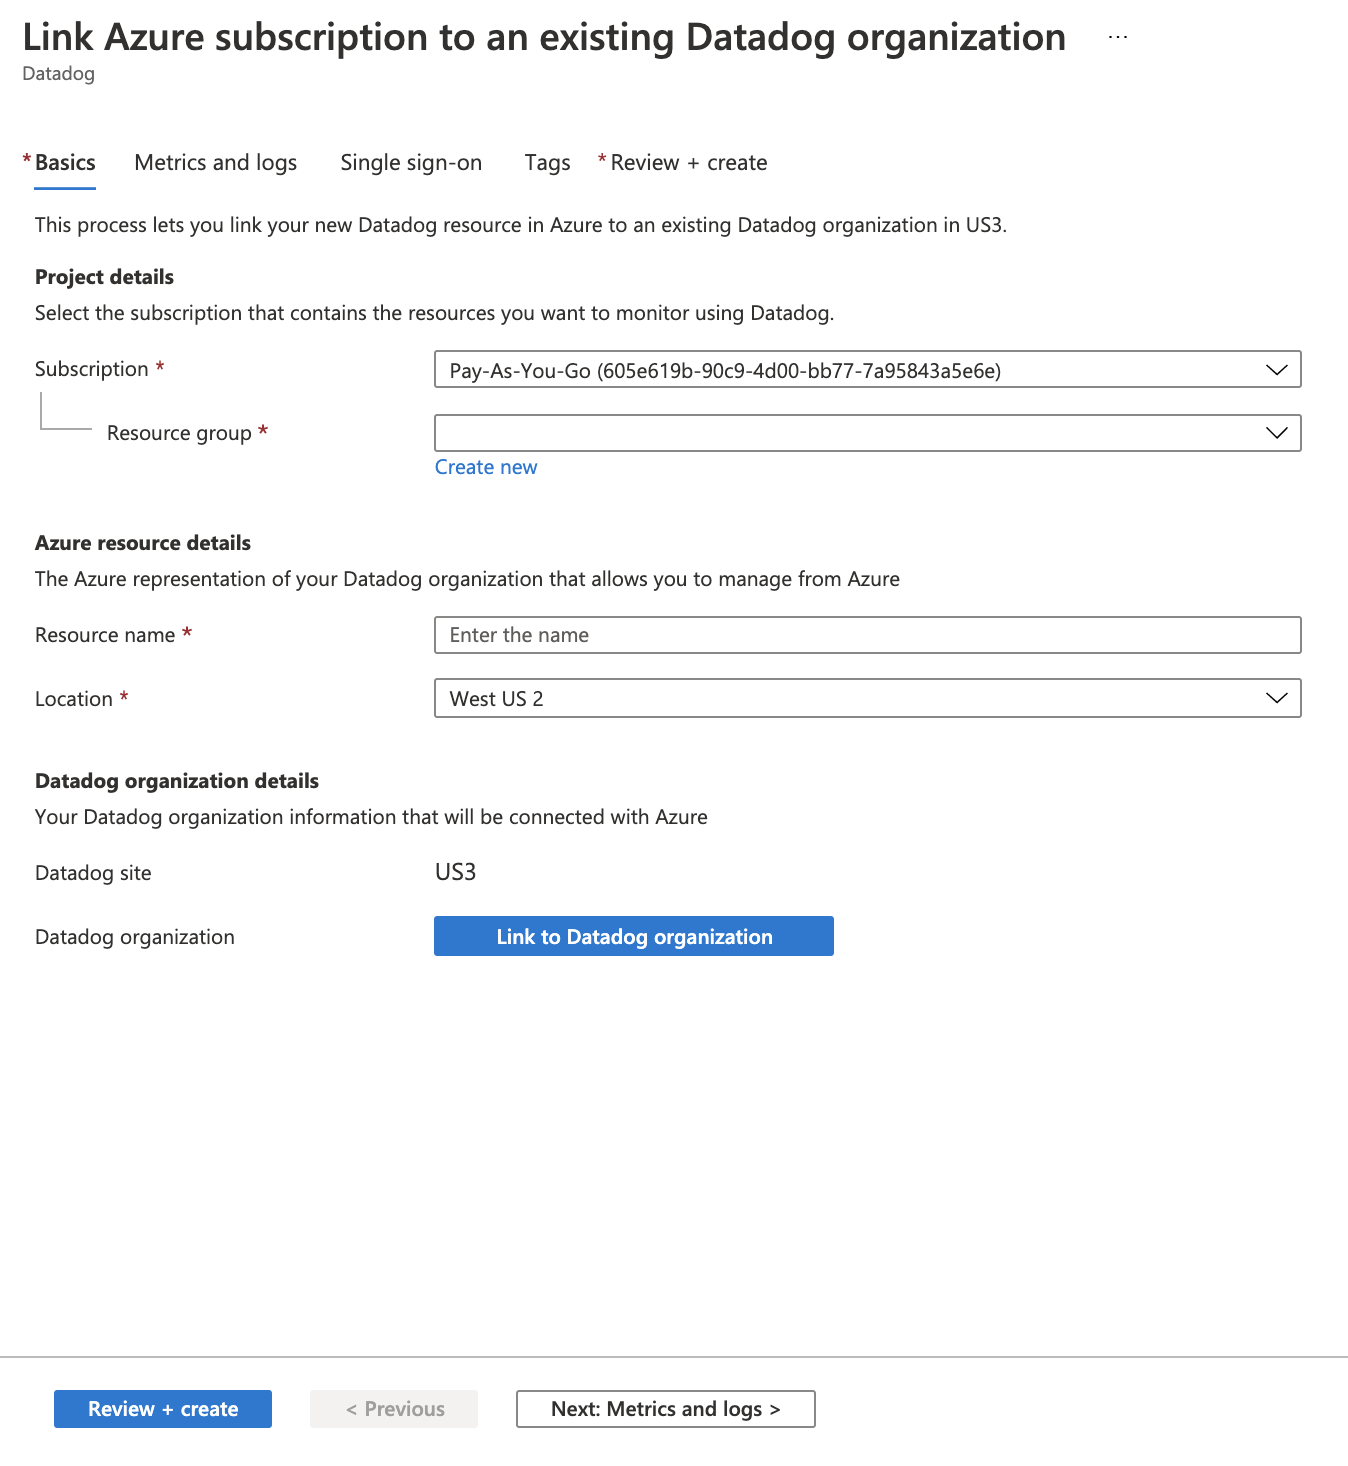 Link Azure subscription to an existing Datadog organization ...
Datadog
* Basics Metrics and logs Single sign-on Tags * Review + create
This process lets you link your new Datadog resource in Azure to an existing Datadog organization in US3.
Project details
Select the subscription that contains the resources you want to monitor using Datadog.
Subscription * Pay-As-You-Go (605e619b-90c9-4d00-bb77-7a95843a5e6e)
Resource group *
Create new
Azure resource details
The Azure representation of your Datadog organization that allows you to manage from Azure
Resource name * Enter the name
Location * West US 2
Datadog organization details
Your Datadog organization information that will be connected with Azure
Datadog site US3
Datadog organization Link to Datadog organization
Review + create < Previous Next: Metrics and logs >